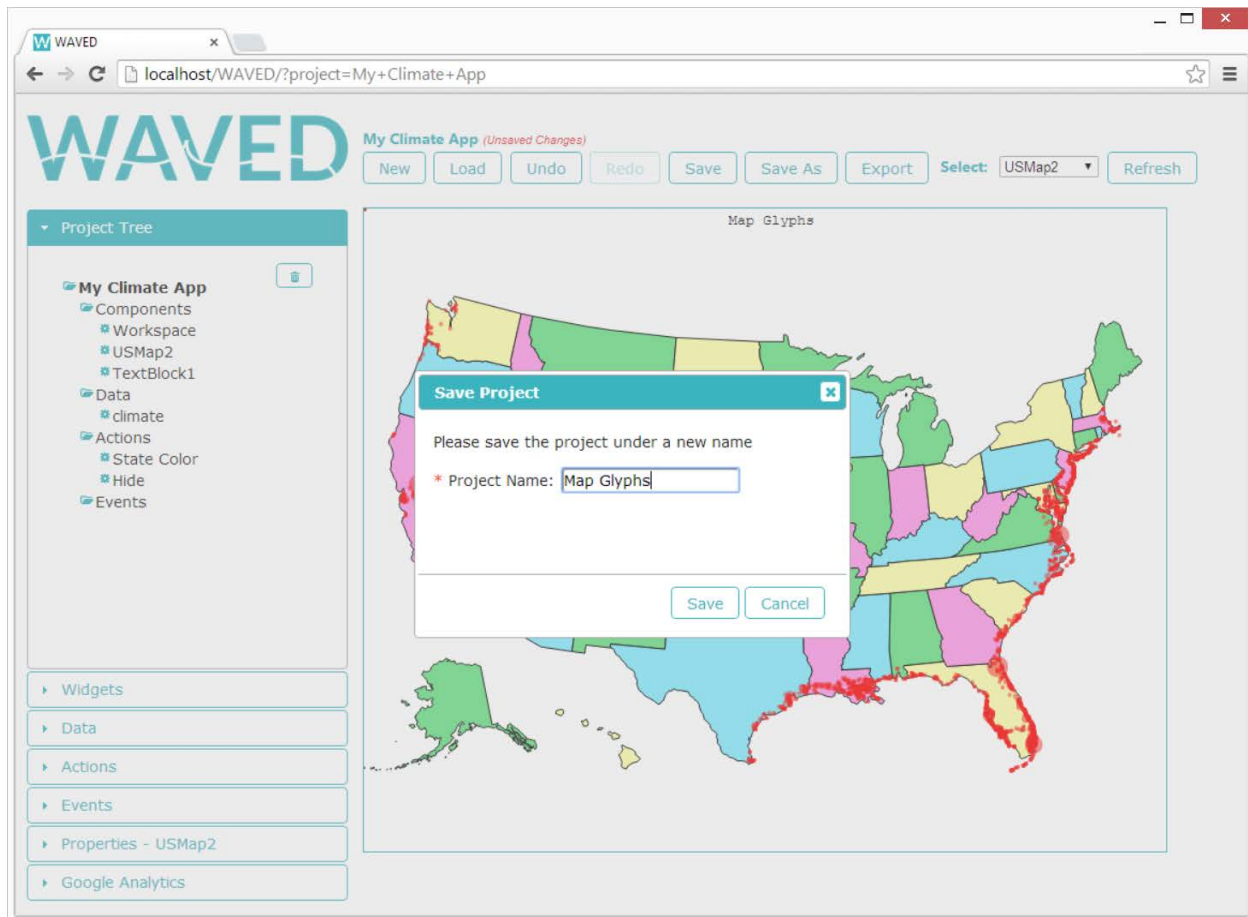 WAVED
localhost/WAVED/?project=My+Climate+App
WAVED
My Climate App (Unsaved Changes)
New Load Undo Redo Save Save As Export Select: USMap2 Refresh
Project Tree
My Climate App
Components
Workspace
USMap2
TextBlock1
Data
climate
Actions
State Color
Hide
Events
Widgets
Data
Actions
Events
Properties - USMap2
Google Analytics
Map Glyphs
Save Project
Please save the project under a new name
* Project Name: Map Glyphs
Save Cancel